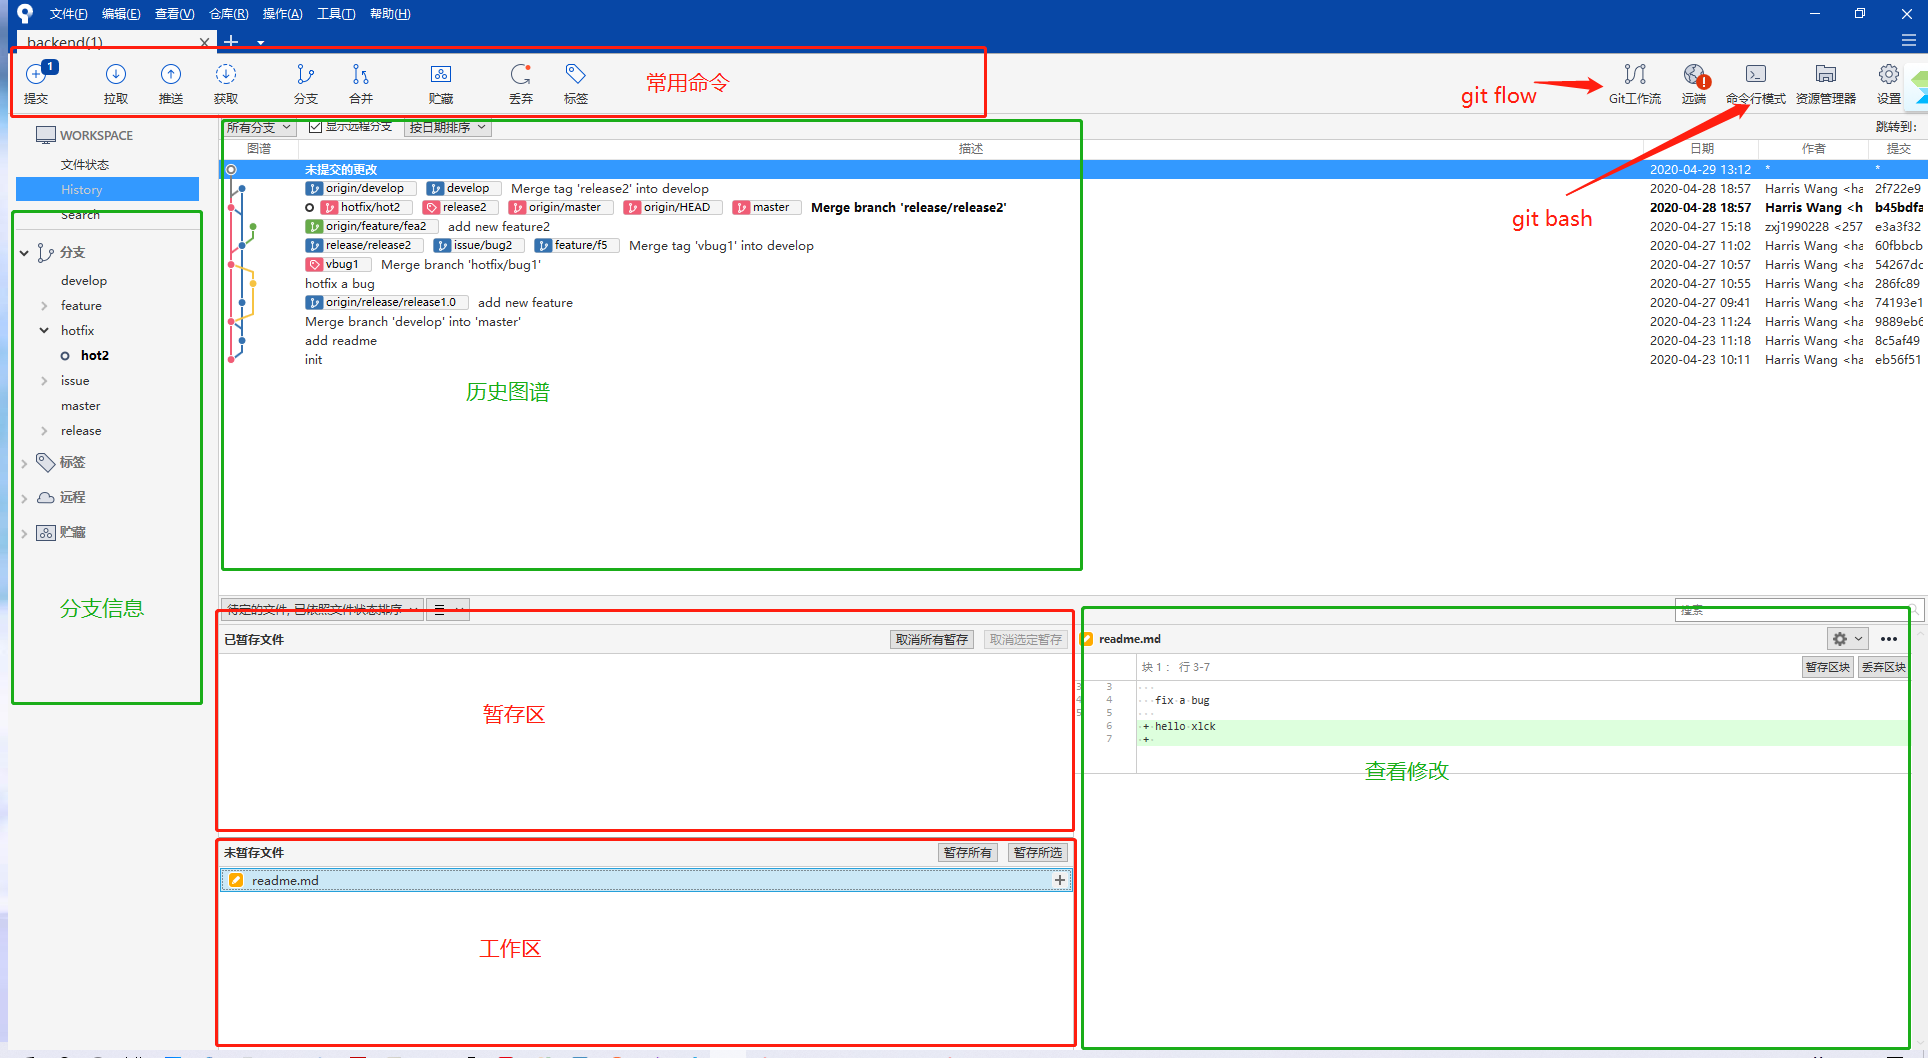 文件(F) 编辑(E) 查看(V) 仓库(R) 操作(A) 工具(T) 帮助(H)
backend(1)
1
提交 拉取 推送 获取 分支 合并 贮藏 丢弃 标签
常用命令
git flow
Git工作流 远端 命令行模式 资源管理器 设置
git bash
WORKSPACE
文件状态
History
Search
分支
develop
feature
hotfix
hot2
issue
master
release
标签
远程
贮藏
分支信息
所有分支 显示远程分支 按日期排序 跳转到:
图谱 描述 日期 作者 提交
未提交的更改 2020-04-29 13:12 * *
origin/develop develop Merge tag 'release2' into develop 2020-04-28 18:57 Harris Wang <ha 2f722e9
hotfix/hot2 release2 origin/master origin/HEAD master Merge branch 'release/release2' 2020-04-28 18:57 Harris Wang <h b45bdfa
origin/feature/fea2 add new feature2 2020-04-27 15:18 zxj1990228 <257 e3a3f32
release/release2 issue/bug2 feature/f5 Merge tag 'vbug1' into develop 2020-04-27 11:02 Harris Wang <ha 60fbbcb
vbug1 Merge branch 'hotfix/bug1' 2020-04-27 10:57 Harris Wang <ha 54267dc
hotfix a bug 2020-04-27 10:55 Harris Wang <ha 286fc89
origin/release/release1.0 add new feature 2020-04-27 09:41 Harris Wang <ha 74193e1
Merge branch 'develop' into 'master' 2020-04-23 11:24 Harris Wang <ha 9889eb6
add readme 2020-04-23 11:18 Harris Wang <ha 8c5af49
init 2020-04-23 10:11 Harris Wang <ha eb56f51
历史图谱
待定的文件, 已依照文件状态排序 搜索
已暂存文件 取消所有暂存 取消选定暂存
暂存区
未暂存文件 暂存所有 暂存所选
readme.md
工作区
readme.md
块 1： 行 3-7 暂存区块 丢弃区块
3 3
4 4 fix a bug
5 5
6 + hello xlck
7 +
查看修改